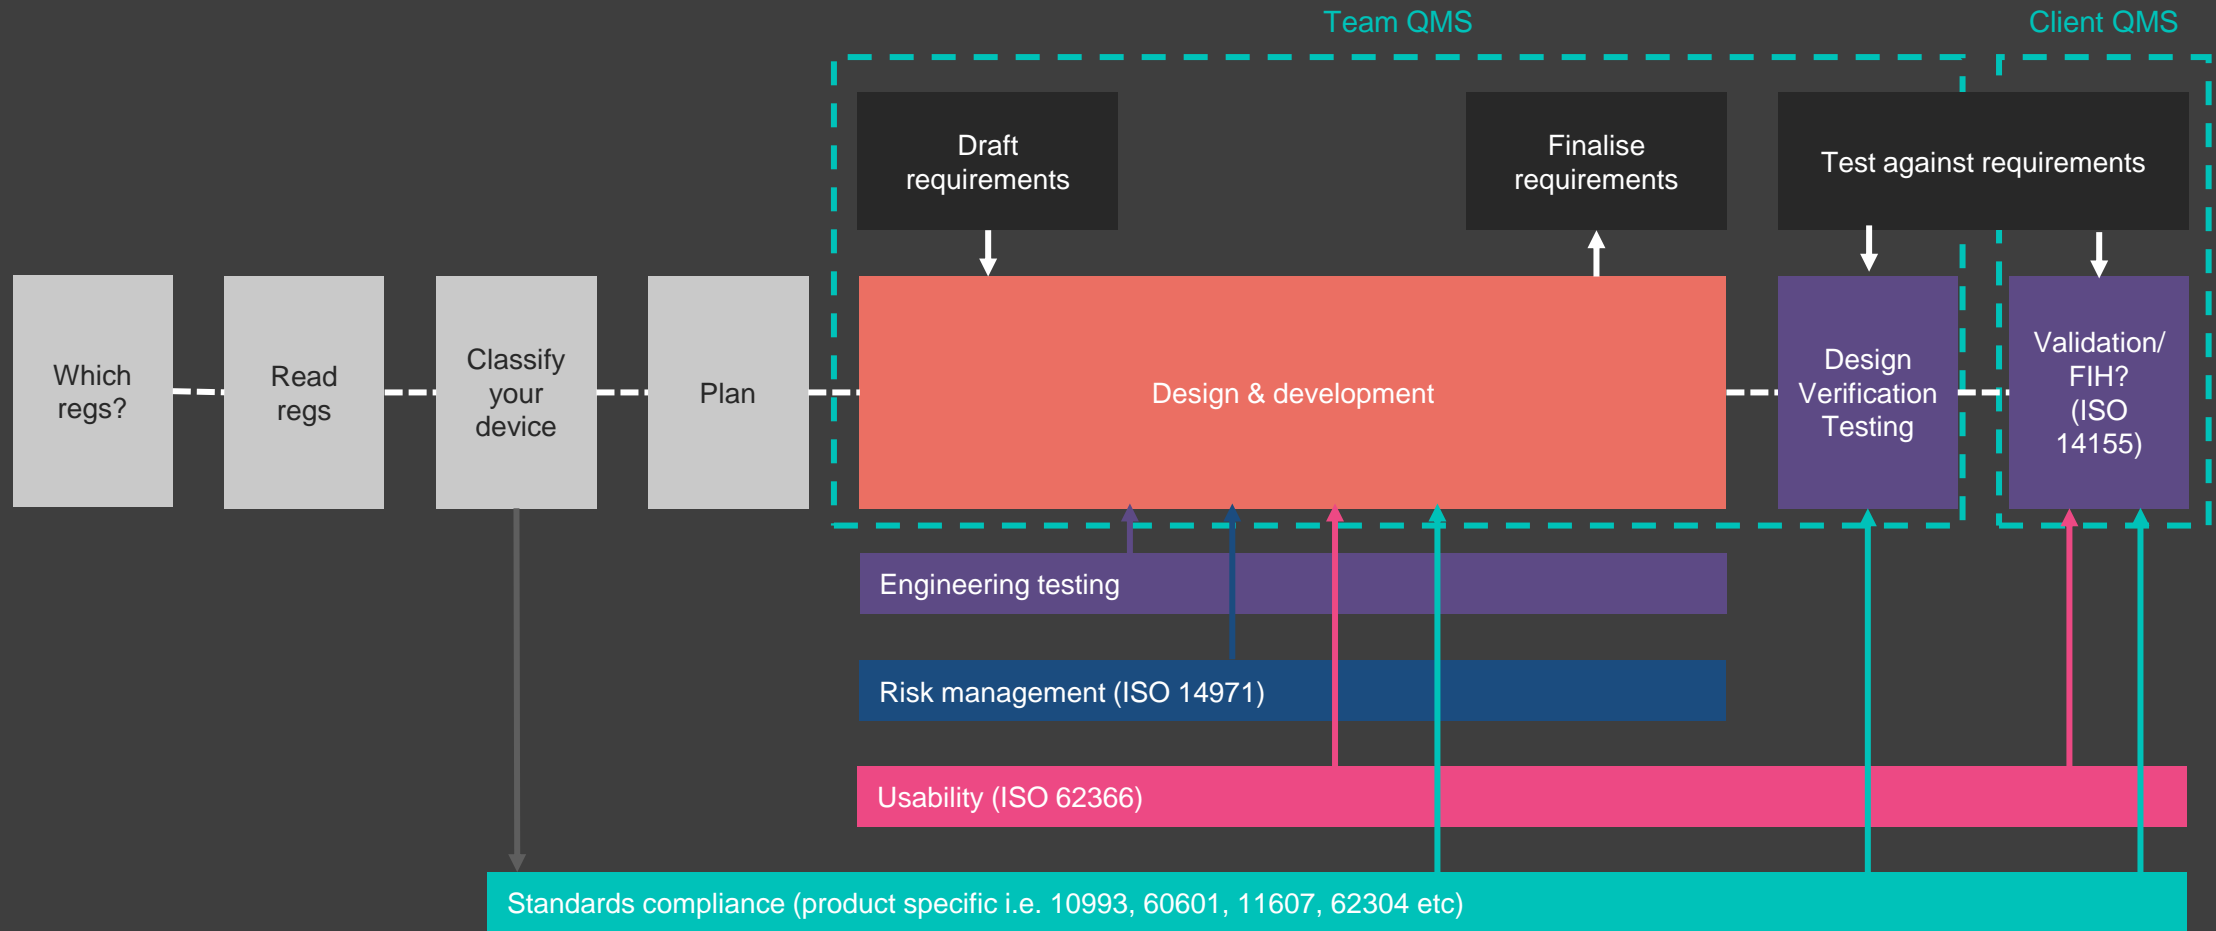 Team QMS
Client QMS
Draft
requirements
Finalise
requirements
Test against requirements
Which
regs?
Read
regs
Classify
your
device
Plan
Design & development
Design
Verification
Testing
Validation/
FIH?
(ISO
14155)
Engineering testing
Risk management (ISO 14971)
Usability (ISO 62366)
Standards compliance (product specific i.e. 10993, 60601, 11607, 62304 etc)